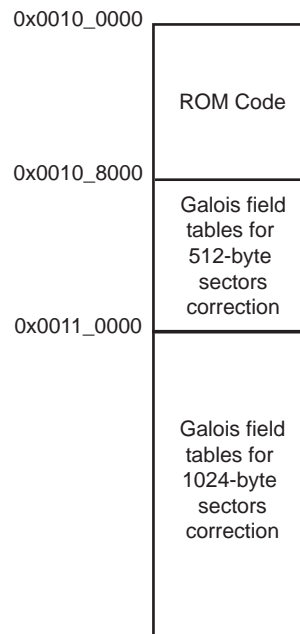 0x0010_0000
ROM Code
0x0010_8000
Galois field
tables for
512-byte
sectors
correction
0x0011_0000
Galois field
tables for
1024-byte
sectors
correction